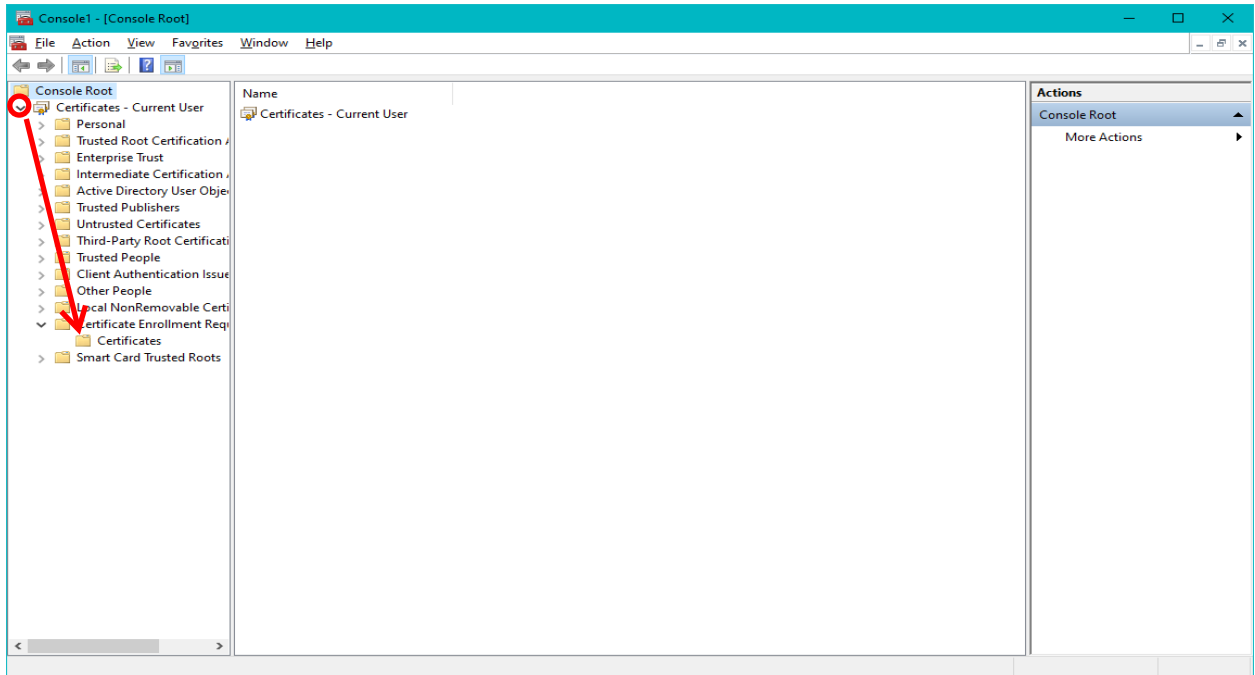 Console1 - [Console Root]
File Action View Favorites Window Help
Console Root
Certificates - Current User
Personal
Trusted Root Certification A
Enterprise Trust
Intermediate Certification A
Active Directory User Obje
Trusted Publishers
Untrusted Certificates
Third-Party Root Certificati
Trusted People
Client Authentication Issue
Other People
Local NonRemovable Certi
Certificate Enrollment Requ
Certificates
Smart Card Trusted Roots
Name
Certificates - Current User
Actions
Console Root
More Actions